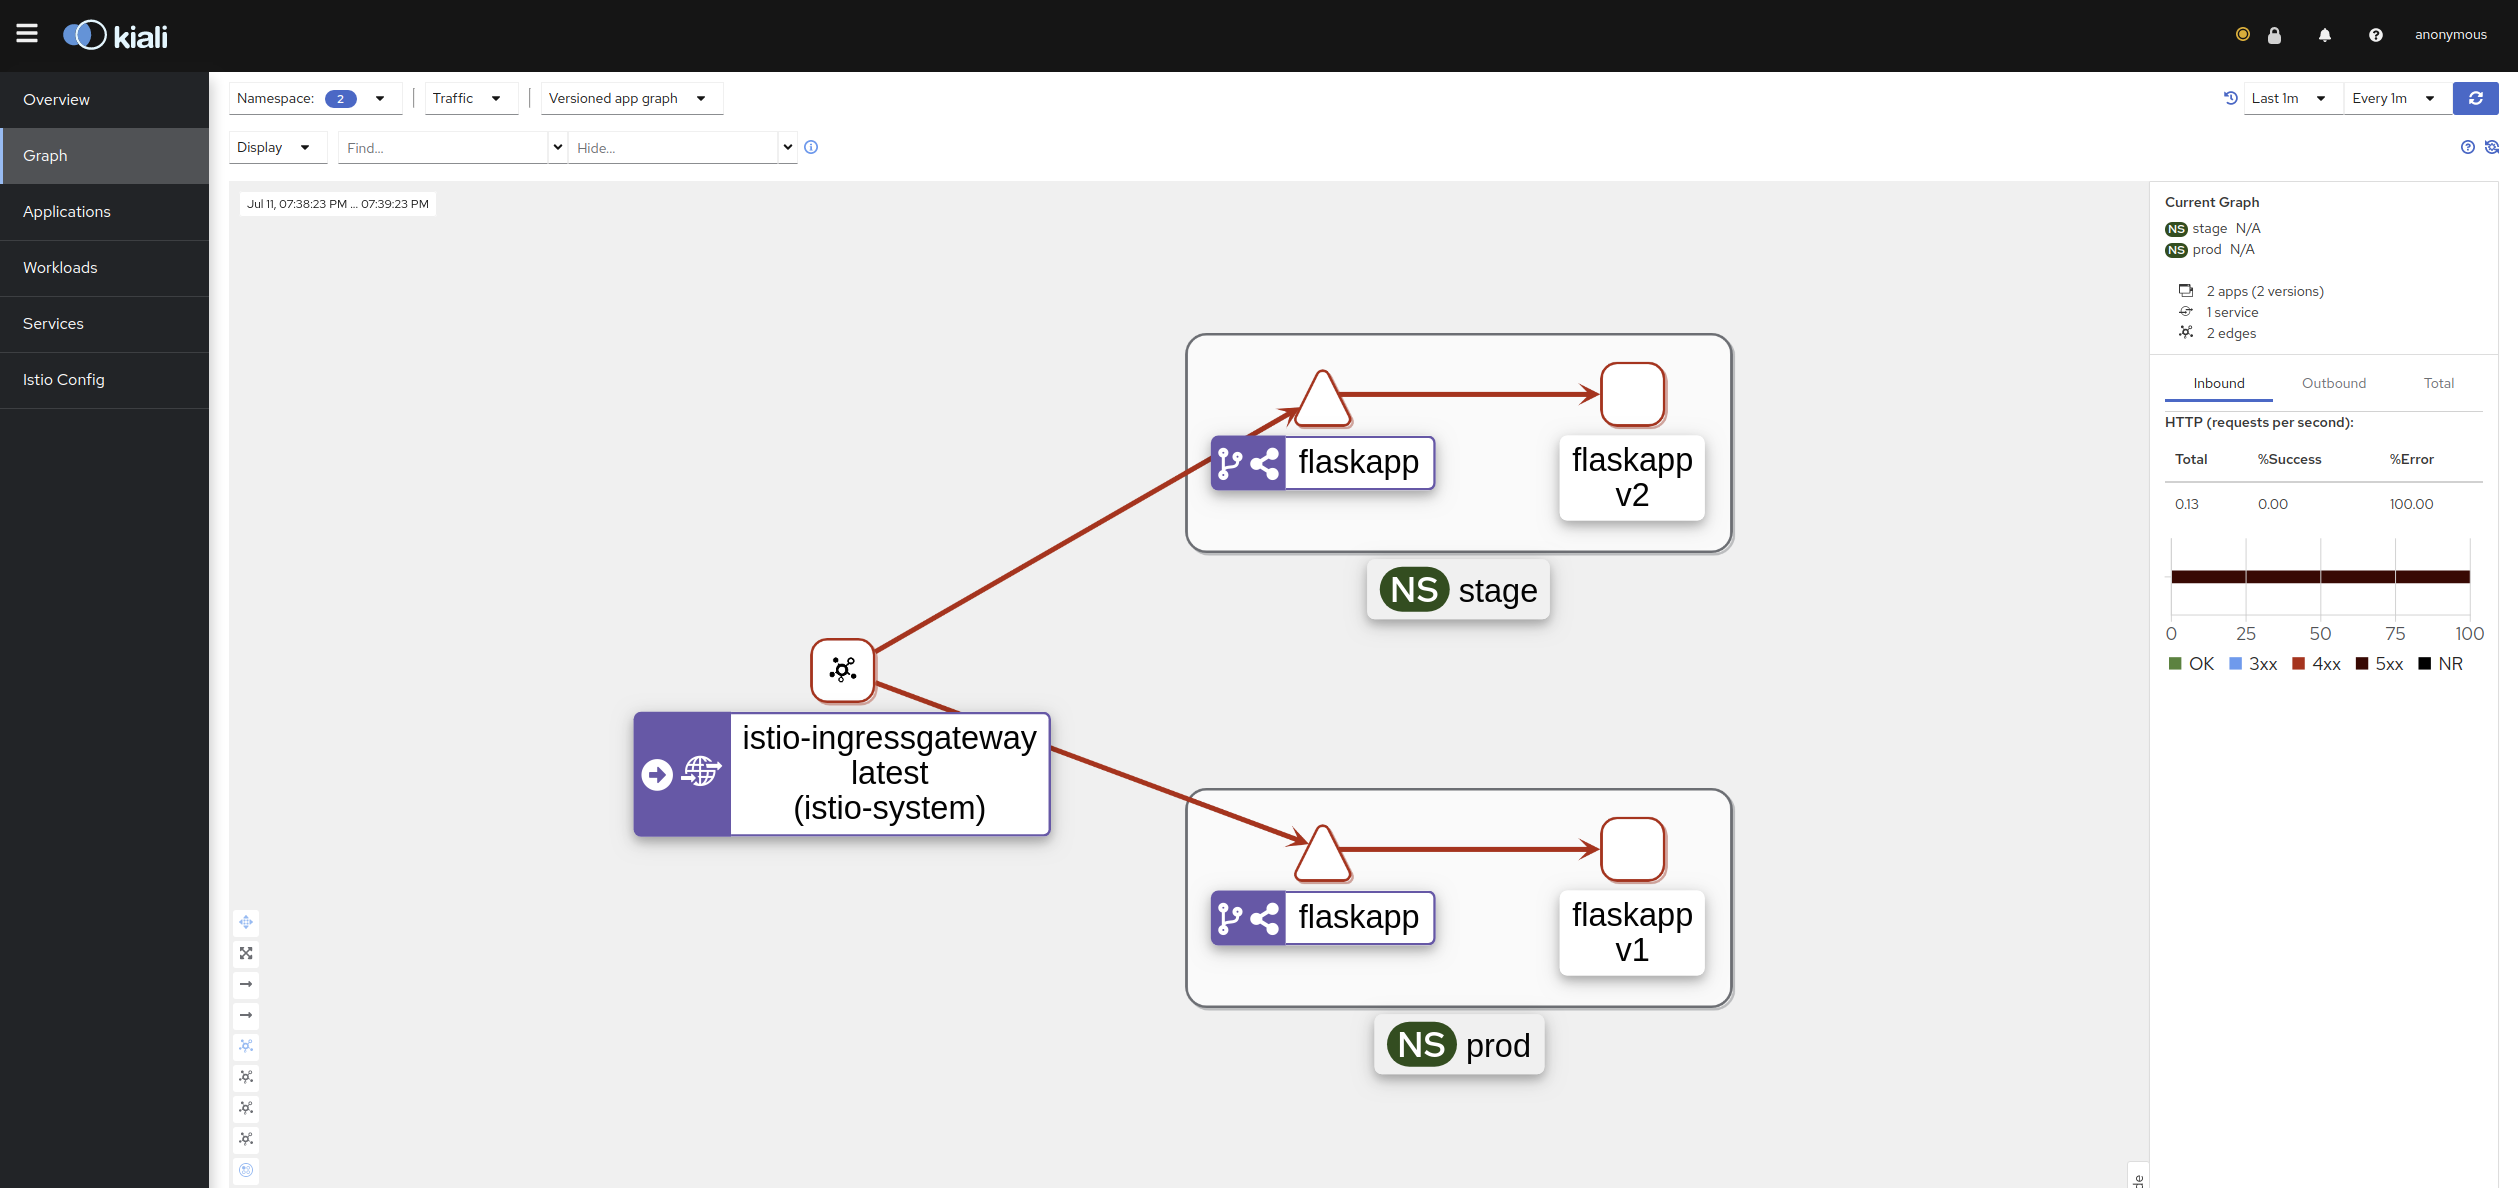 kiali
anonymous
Overview
Graph
Applications
Workloads
Services
Istio Config
Namespace: 2
Traffic
Versioned app graph
Last 1m
Every 1m
Display
Find...
Hide...
Jul 11, 07:38:23 PM ... 07:39:23 PM
flaskapp
flaskapp
v2
NS stage
istio-ingressgateway
latest
(istio-system)
flaskapp
flaskapp
v1
NS prod
Current Graph
NS stage N/A
NS prod N/A
2 apps (2 versions)
1 service
2 edges
Inbound
Outbound
Total
HTTP (requests per second):
Total %Success %Error
0.13 0.00 100.00
0 25 50 75 100
OK 3xx 4xx 5xx NR